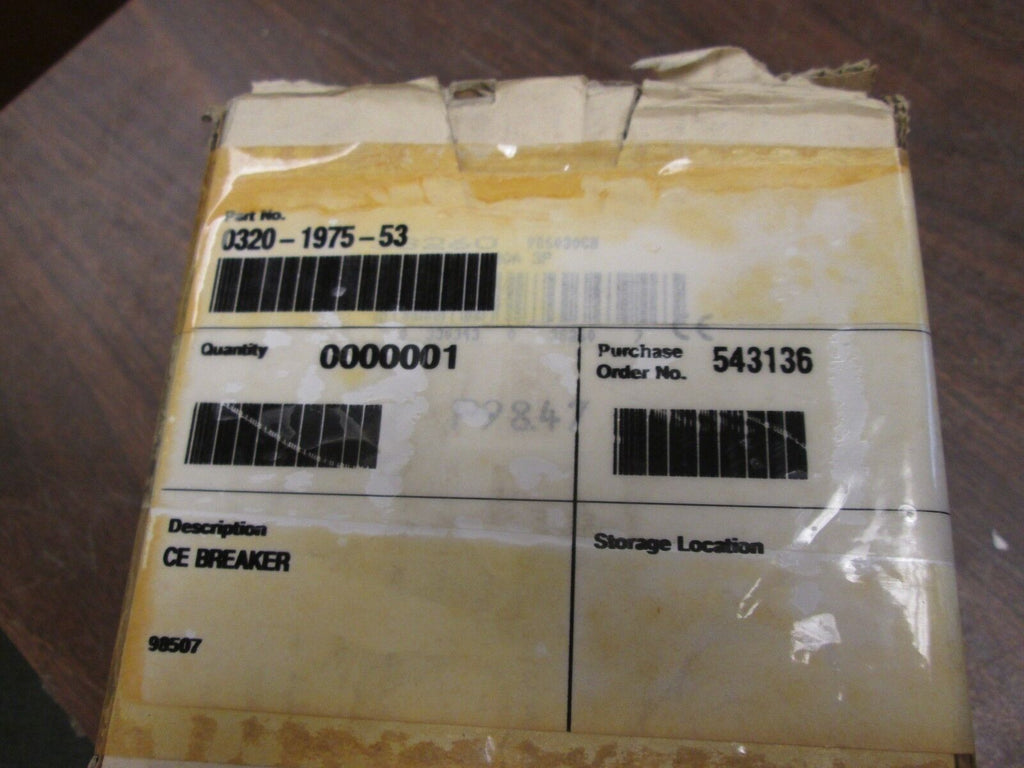 Part No.
0320-1975-53
Quantity 0000001
Purchase
Order No. 543136
Description
CE BREAKER
Storage Location
98507